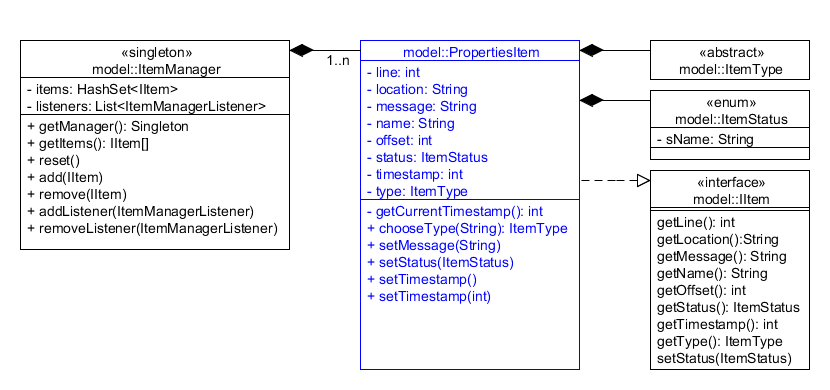 «singleton»
model::ItemManager
- items: HashSet<IItem>
- listeners: List<ItemManagerListener>
+ getManager(): Singleton
+ getItems(): IItem[]
+ reset()
+ add(IItem)
+ remove(IItem)
+ addListener(ItemManagerListener)
+ removeListener(ItemManagerListener)
1..n
model::PropertiesItem
- line: int
- location: String
- message: String
- name: String
- offset: int
- status: ItemStatus
- timestamp: int
- type: ItemType
- getCurrentTimestamp(): int
+ chooseType(String): ItemType
+ setMessage(String)
+ setStatus(ItemStatus)
+ setTimestamp()
+ setTimestamp(int)
«abstract»
model::ItemType
«enum»
model::ItemStatus
- sName: String
«interface»
model::IItem
getLine(): int
getLocation():String
getMessage(): String
getName(): String
getOffset(): int
getStatus(): ItemStatus
getTimestamp(): int
getType(): ItemType
setStatus(ItemStatus)